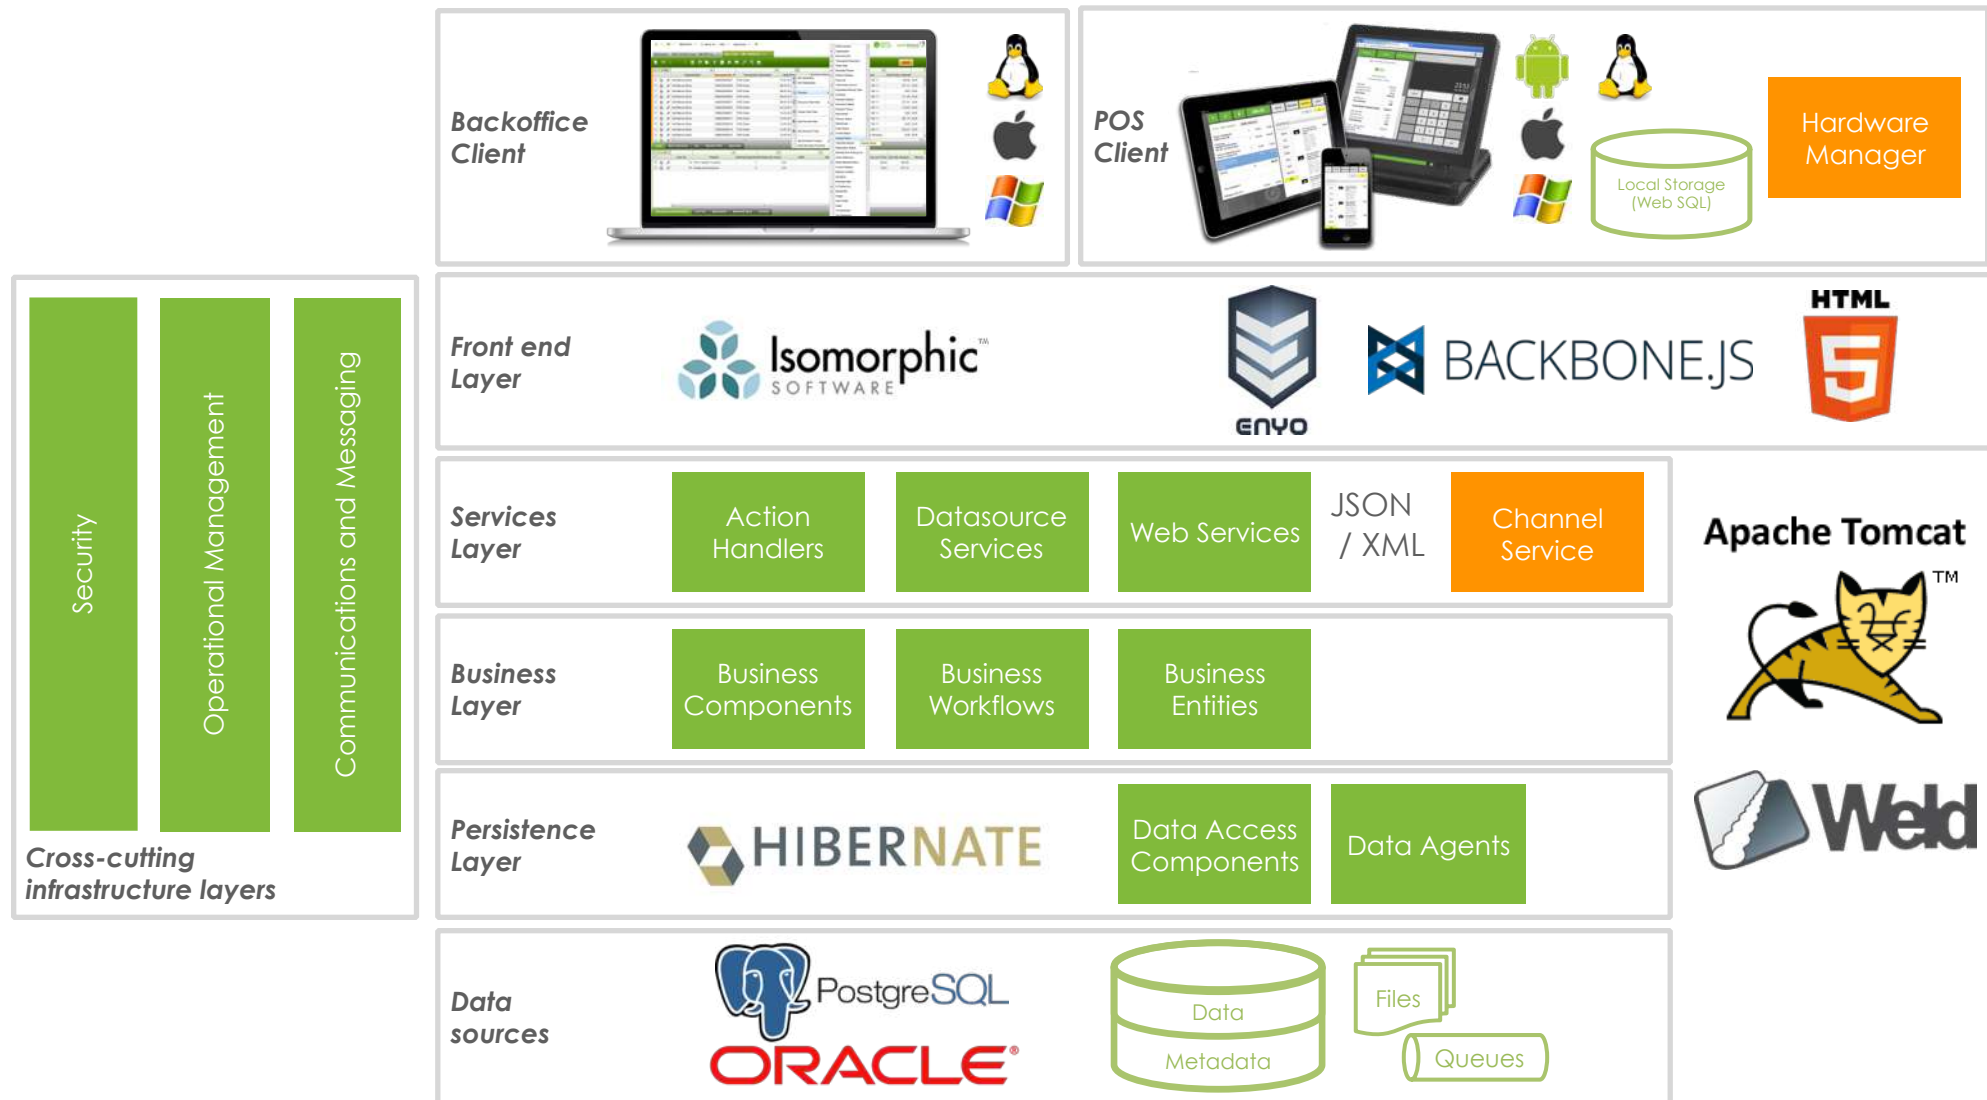 Backoffice
Client
POS
Client
Local Storage
(Web SQL)
Hardware
Manager
Security
Operational Management
Communications and Messaging
Cross-cutting
infrastructure layers
Front end
Layer
Isomorphic™
SOFTWARE
ENYO
BACKBONE.JS
HTML
5
Services
Layer
Action
Handlers
Datasource
Services
Web Services
JSON
/ XML
Channel
Service
Apache Tomcat
TM
Business
Layer
Business
Components
Business
Workflows
Business
Entities
Persistence
Layer
HIBERNATE
Data Access
Components
Data Agents
Weld
Data
sources
PostgreSQL
ORACLE®
Data
Metadata
Files
Queues